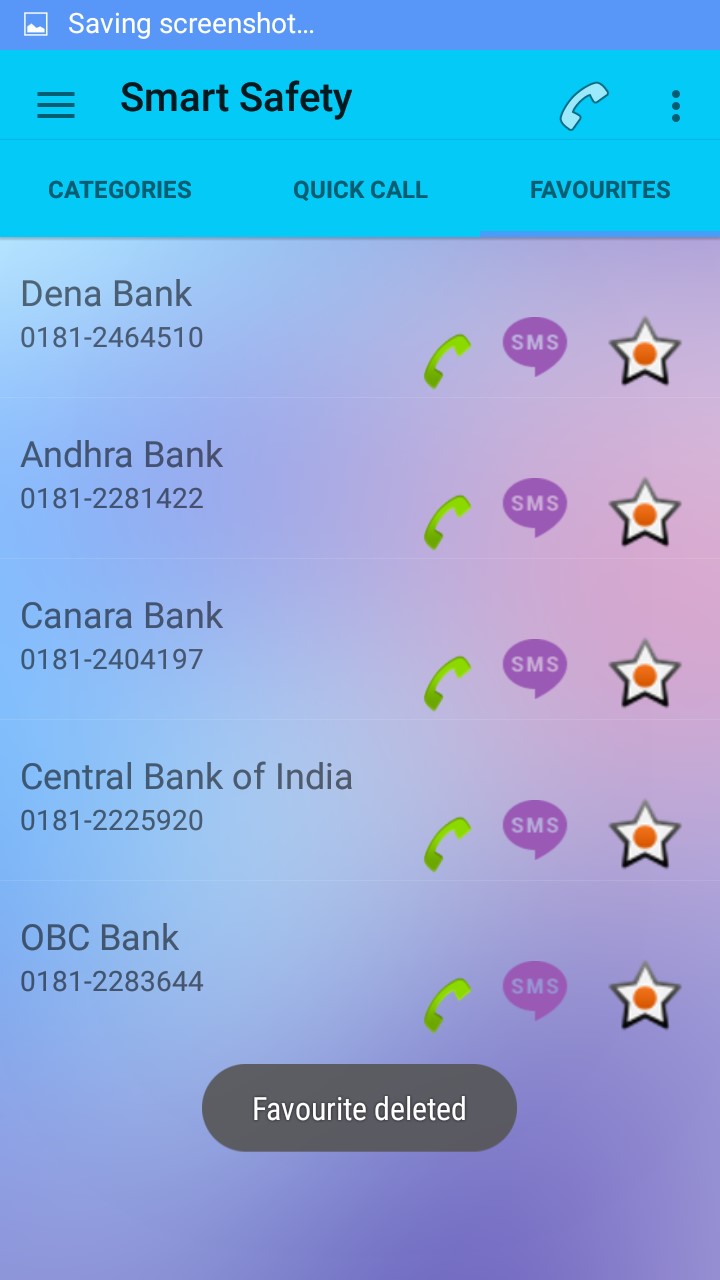 Saving screenshot...
Smart Safety
CATEGORIES QUICK CALL FAVOURITES
Dena Bank
0181-2464510
SMS
Andhra Bank
0181-2281422
SMS
Canara Bank
0181-2404197
SMS
Central Bank of India
0181-2225920
SMS
OBC Bank
0181-2283644
SMS
Favourite deleted